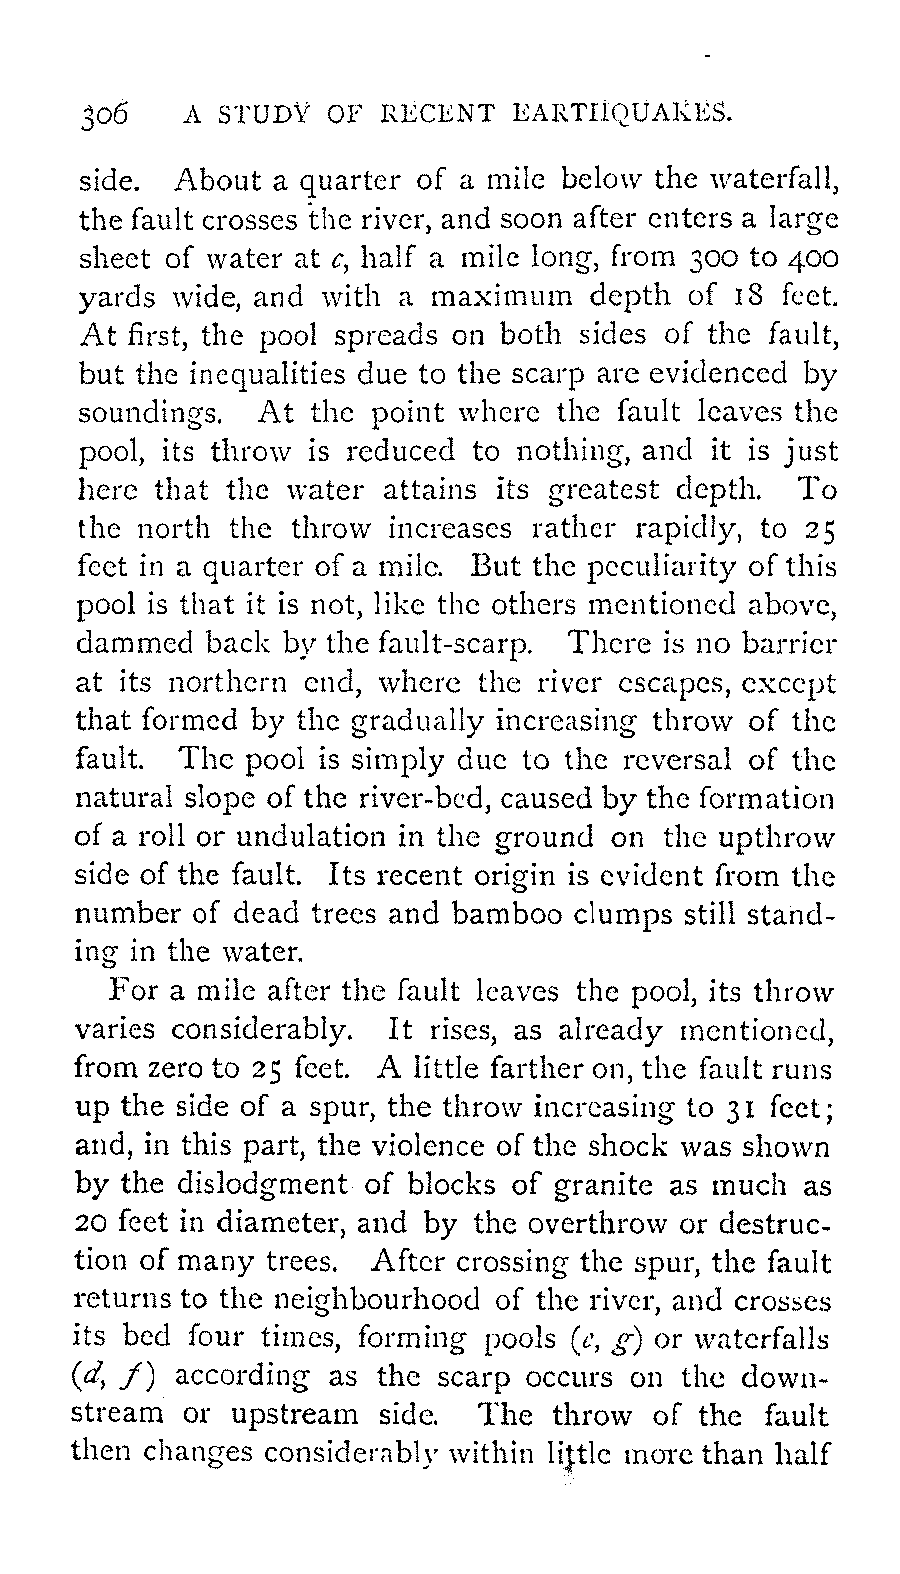 306 A STUDY OF RECENT EARTHQUAKES.
side. About a quarter of a mile below the waterfall,
the fault crosses the river, and soon after enters a large
sheet of water at c, half a mile long, from 300 to 400
yards wide, and with a maximum depth of 18 feet.
At first, the pool spreads on both sides of the fault,
but the inequalities due to the scarp are evidenced by
soundings. At the point where the fault leaves the
pool, its throw is reduced to nothing, and it is just
here that the water attains its greatest depth. To
the north the throw increases rather rapidly, to 25
feet in a quarter of a mile. But the peculiarity of this
pool is that it is not, like the others mentioned above,
dammed back by the fault-scarp. There is no barrier
at its northern end, where the river escapes, except
that formed by the gradually increasing throw of the
fault. The pool is simply due to the reversal of the
natural slope of the river-bed, caused by the formation
of a roll or undulation in the ground on the upthrow
side of the fault. Its recent origin is evident from the
number of dead trees and bamboo clumps still stand-
ing in the water.
For a mile after the fault leaves the pool, its throw
varies considerably. It rises, as already mentioned,
from zero to 25 feet. A little farther on, the fault runs
up the side of a spur, the throw increasing to 31 feet;
and, in this part, the violence of the shock was shown
by the dislodgment of blocks of granite as much as
20 feet in diameter, and by the overthrow or destruc-
tion of many trees. After crossing the spur, the fault
returns to the neighbourhood of the river, and crosses
its bed four times, forming pools (e, g) or waterfalls
(d, f) according as the scarp occurs on the down-
stream or upstream side. The throw of the fault
then changes considerably within little more than half